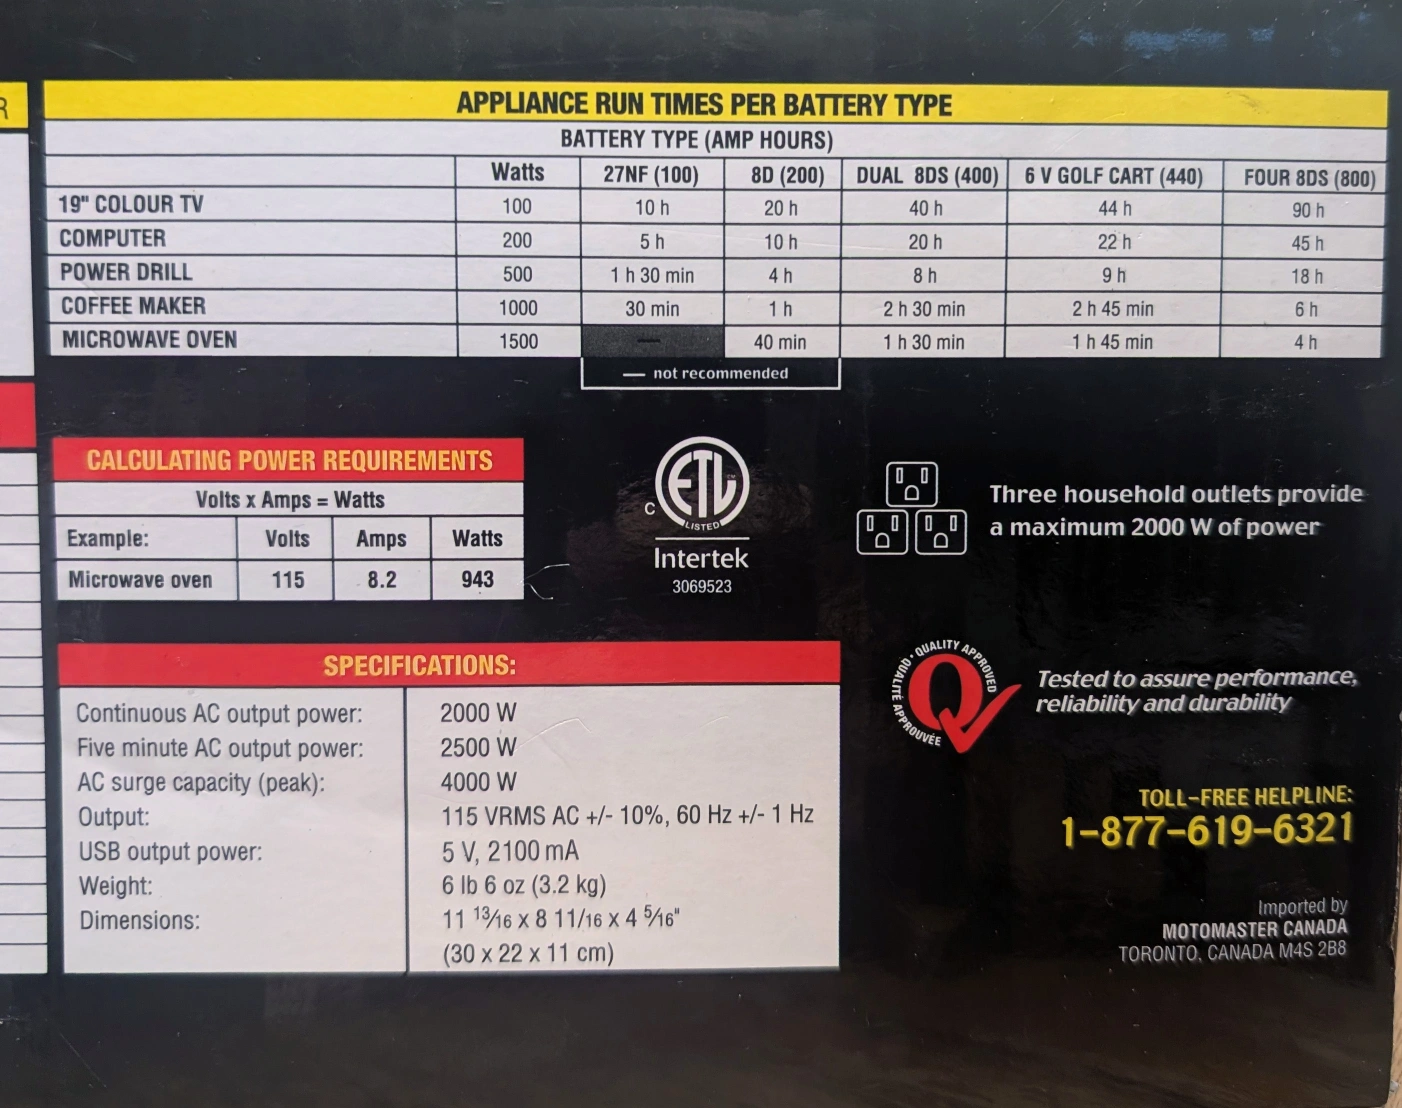 R
APPLIANCE RUN TIMES PER BATTERY TYPE
BATTERY TYPE (AMP HOURS)
Watts 27NF (100) 8D (200) DUAL 8DS (400) 6 V GOLF CART (440) FOUR 8DS (800)
19" COLOUR TV 100 10 h 20 h 40 h 44 h 90 h
COMPUTER 200 5 h 10 h 20 h 22 h 45 h
POWER DRILL 500 1 h 30 min 4 h 8 h 9 h 18 h
COFFEE MAKER 1000 30 min 1 h 2 h 30 min 2 h 45 min 6 h
MICROWAVE OVEN 1500 — 40 min 1 h 30 min 1 h 45 min 4 h
— not recommended
CALCULATING POWER REQUIREMENTS
Volts x Amps = Watts
Example: Volts Amps Watts
Microwave oven 115 8.2 943
C ETL
LISTED
Intertek
3069523
Three household outlets provide
a maximum 2000 W of power
SPECIFICATIONS:
Continuous AC output power: 2000 W
Five minute AC output power: 2500 W
AC surge capacity (peak): 4000 W
Output: 115 VRMS AC +/- 10%, 60 Hz +/- 1 Hz
USB output power: 5 V, 2100 mA
Weight: 6 lb 6 oz (3.2 kg)
Dimensions: 11 13/16 x 8 11/16 x 4 5/16"
(30 x 22 x 11 cm)
QUALITY APPROVED • QUALITÉ APPROUVÉE
Q
Tested to assure performance,
reliability and durability
TOLL-FREE HELPLINE:
1-877-619-6321
Imported by
MOTOMASTER CANADA
TORONTO, CANADA M4S 2B8